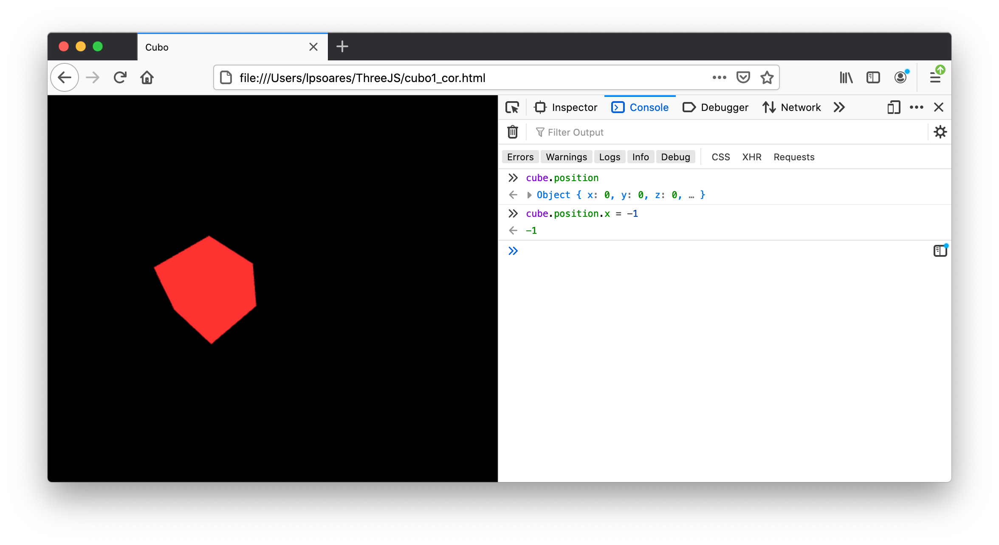 Cubo
file:///Users/lpsoares/ThreeJS/cubo1_cor.html
Inspector Console Debugger Network
Filter Output
Errors Warnings Logs Info Debug CSS XHR Requests
cube.position
Object { x: 0, y: 0, z: 0, … }
cube.position.x = -1
-1